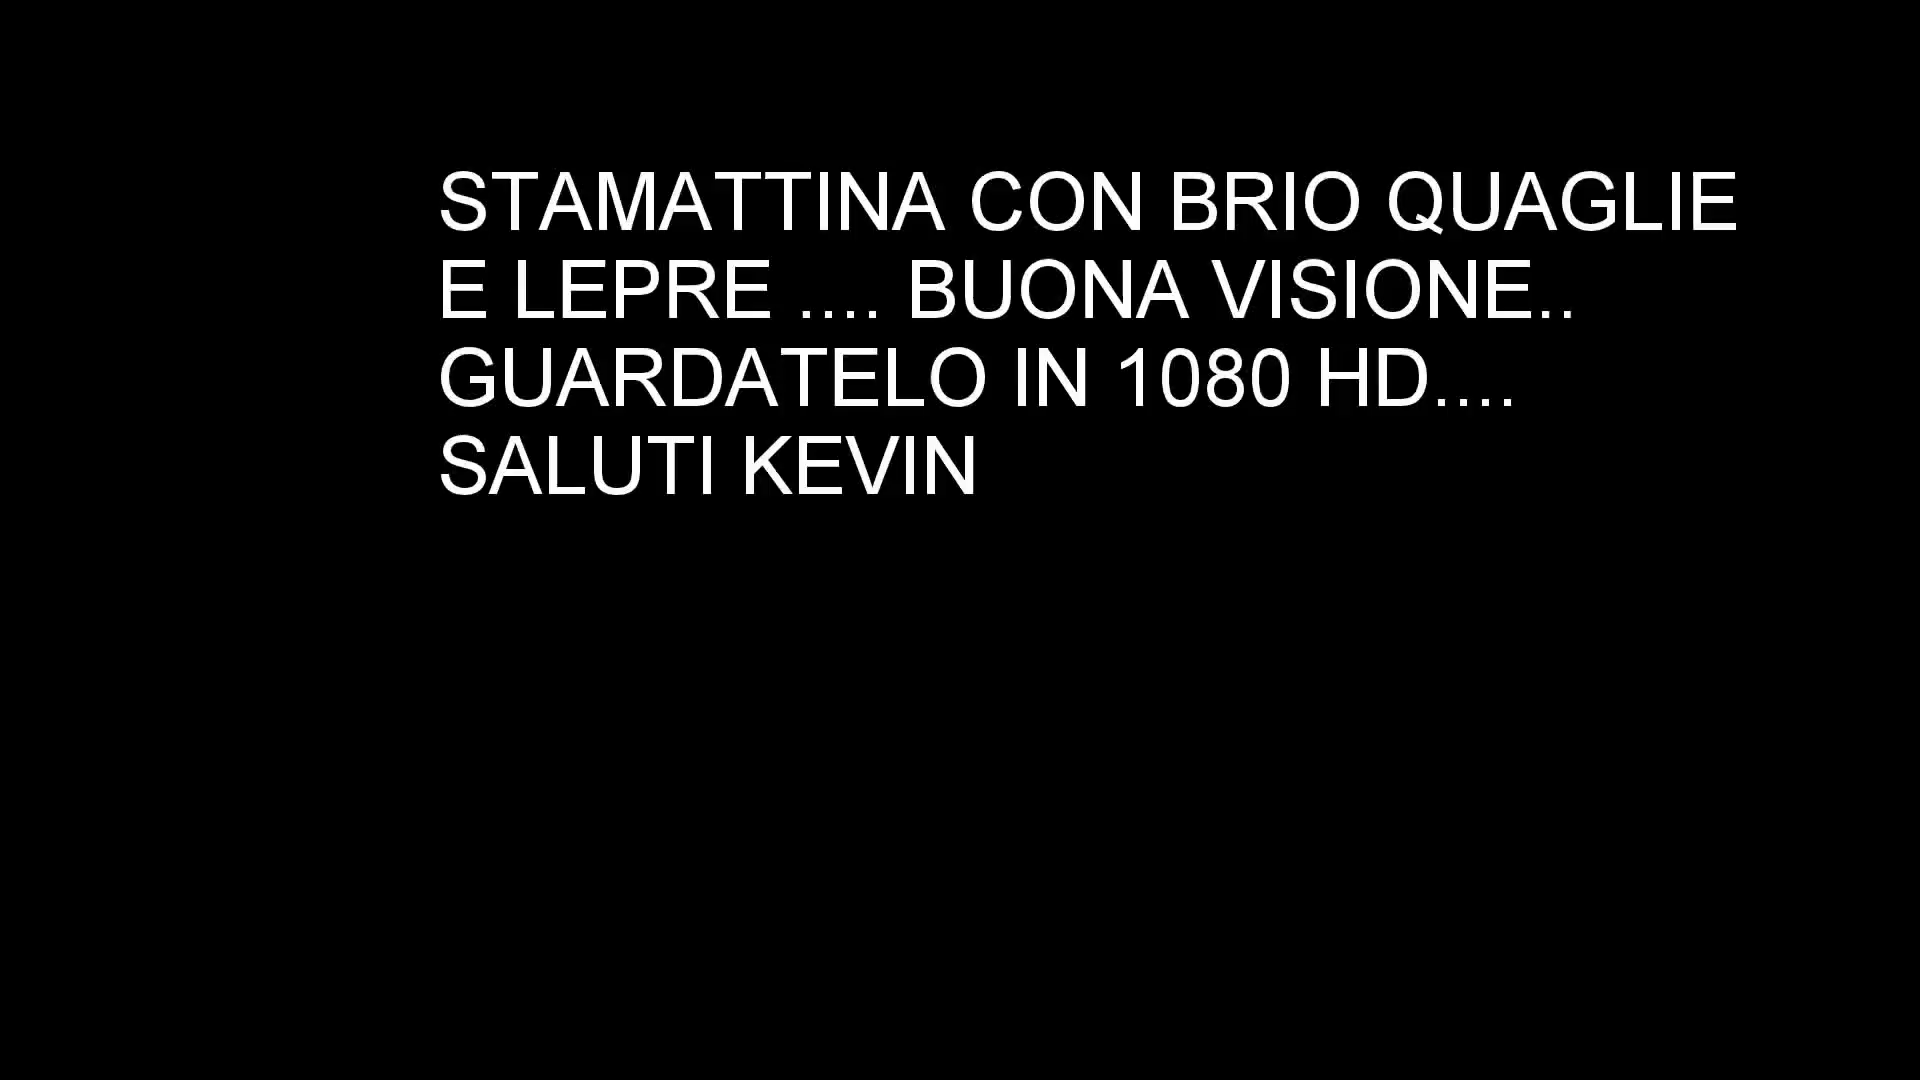 STAMATTINA CON BRIO QUAGLIE
E LEPRE .... BUONA VISIONE..
GUARDATELO IN 1080 HD....
SALUTI KEVIN